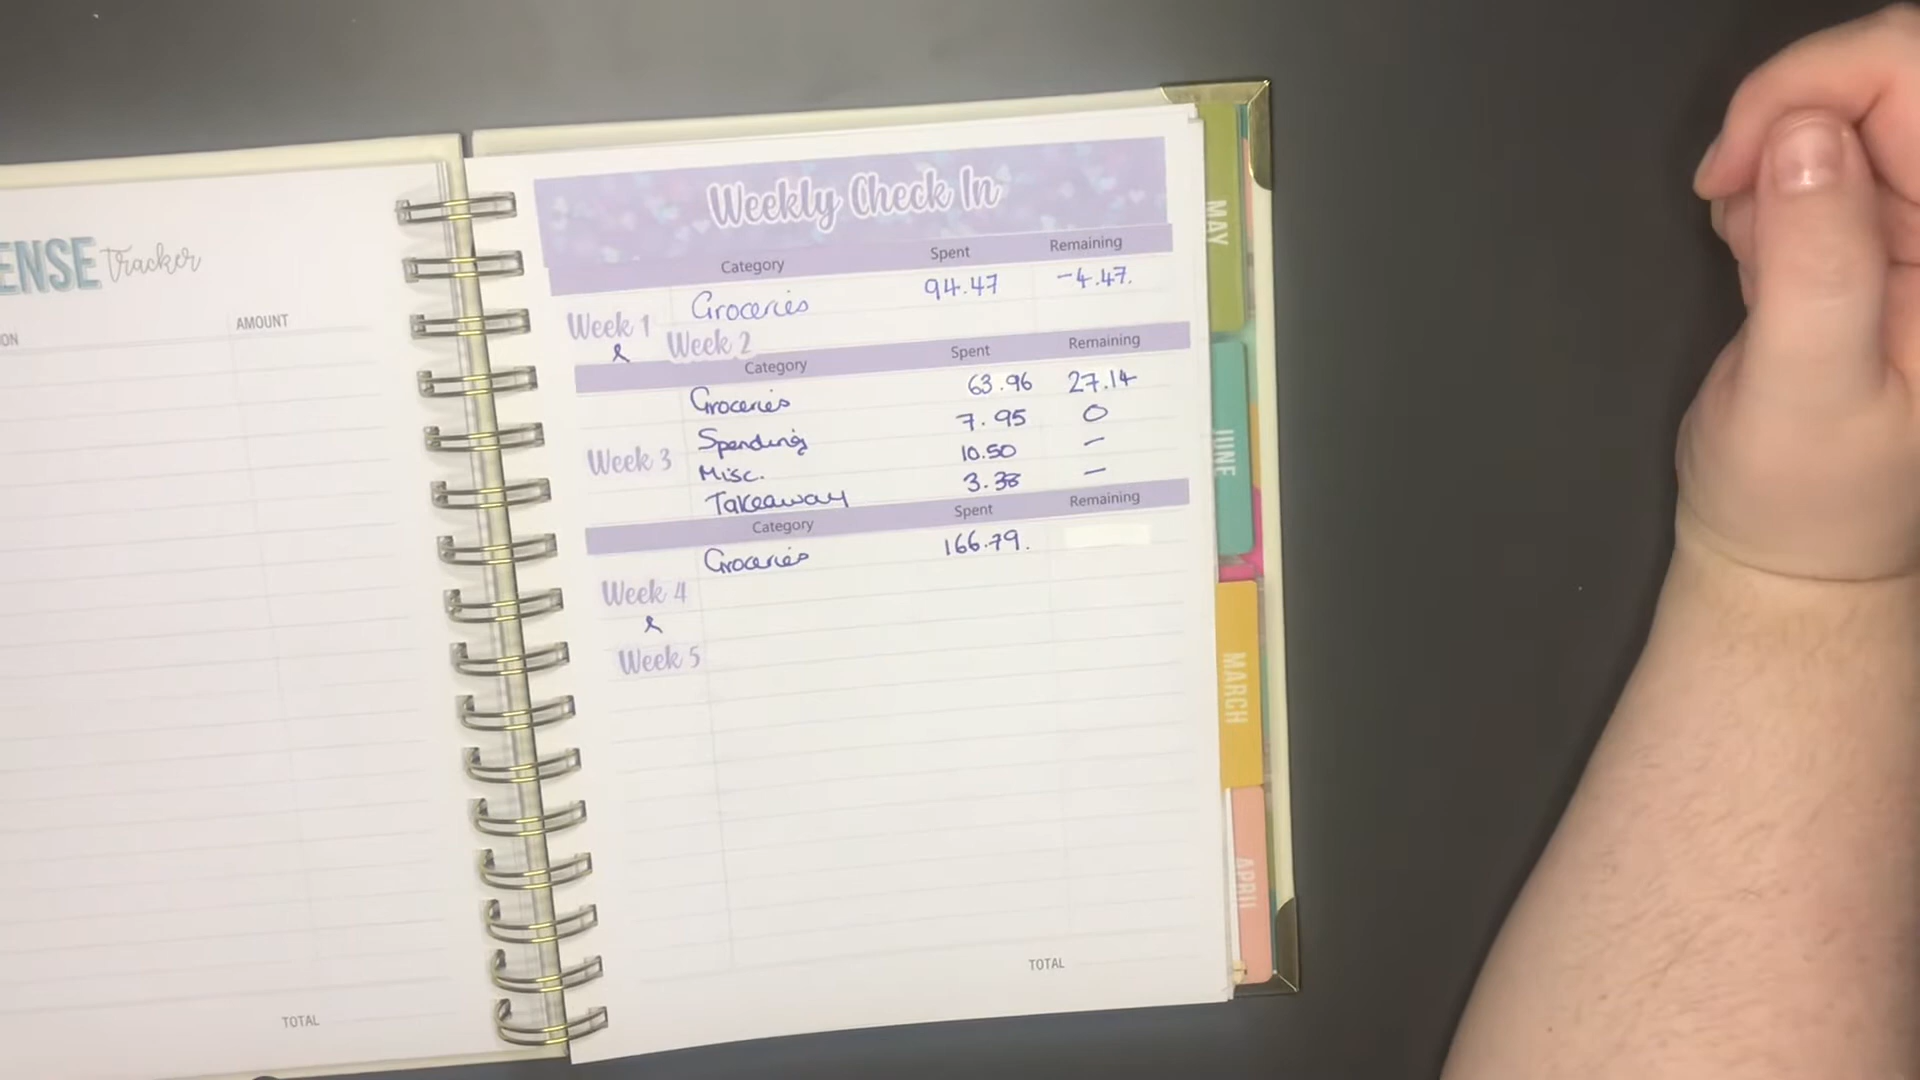 ENSE tracker
ON AMOUNT
TOTAL
Weekly Check In
Category Spent Remaining
Groceries 94.47 -4.47.
Week 1
& Week 2
Category Spent Remaining
Groceries 63.96 27.14
Spending 7.95 0
Week 3
Misc. 10.50 –
Takeaway 3.38 –
Category Spent Remaining
Groceries 166.79.
Week 4
&
Week 5
TOTAL
MAY
JUNE
MARCH
APRIL